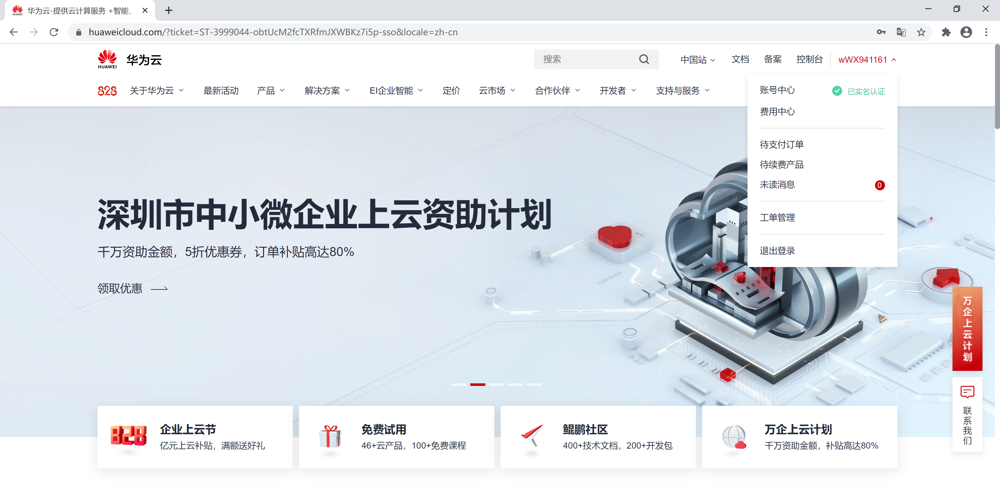 华为云-提供云计算服务 +智能,
huaweicloud.com/?ticket=ST-3999044-obtUcM2fcTXRfmJXWBKz7i5p-sso&locale=zh-cn
HUAWEI
华为云
搜索
中国站
文档
备案
控制台
wWX941161
828
关于华为云
最新活动
产品
解决方案
EI企业智能
定价
云市场
合作伙伴
开发者
支持与服务
账号中心
已实名认证
费用中心
待支付订单
待续费产品
未读消息
0
工单管理
退出登录
深圳市中小微企业上云资助计划
千万资助金额，5折优惠券，订单补贴高达80%
领取优惠
万企上云计划
联系我们
828
企业上云节
亿元上云补贴，满额送好礼
免费试用
46+云产品，100+免费课程
鲲鹏社区
400+技术文档，200+开发包
万企上云计划
千万资助金额，补贴高达80%